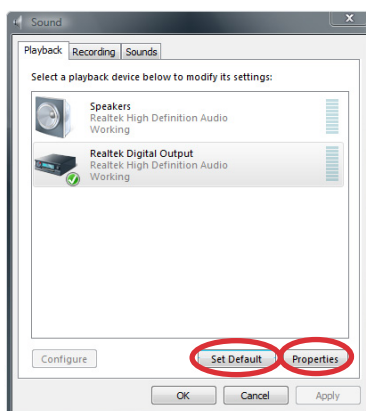 Sound
Playback Recording Sounds
Select a playback device below to modify its settings:
Speakers
Realtek High Definition Audio
Working
Realtek Digital Output
Realtek High Definition Audio
Working
Configure Set Default Properties
OK Cancel Apply